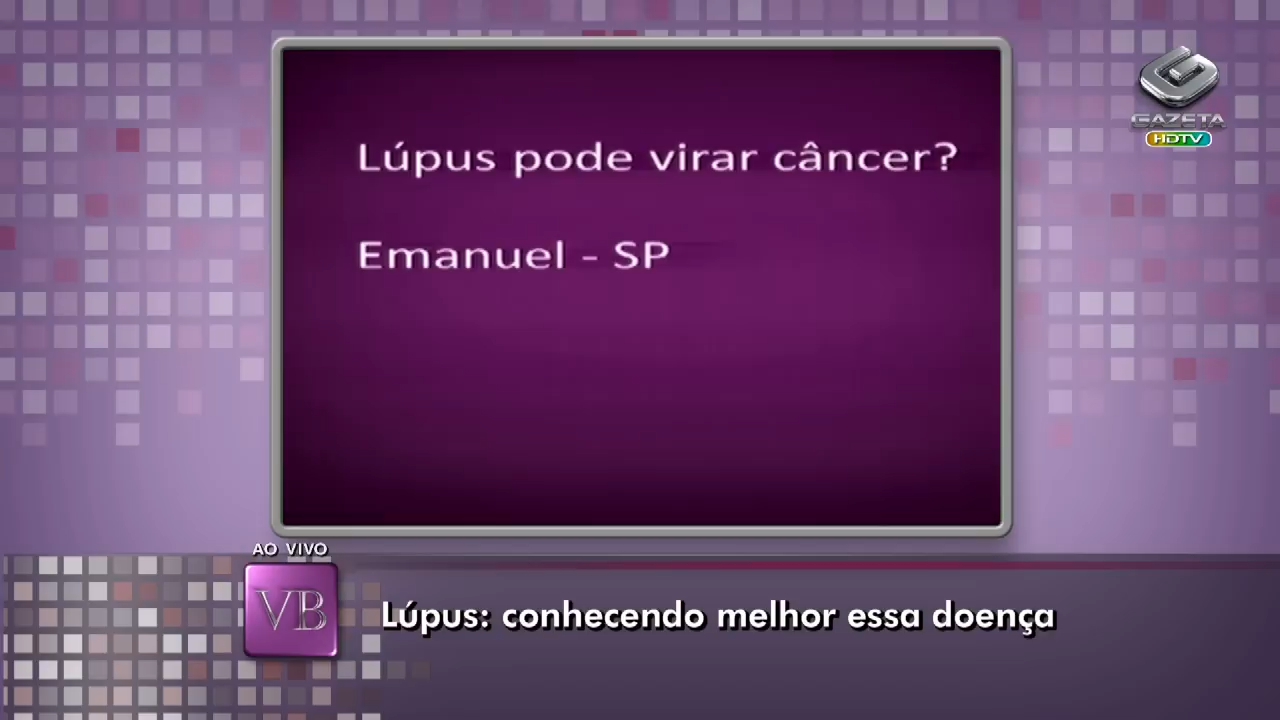 GAZETA
HDTV
Lúpus pode virar câncer?
Emanuel - SP
AO VIVO
VB
Lúpus: conhecendo melhor essa doença